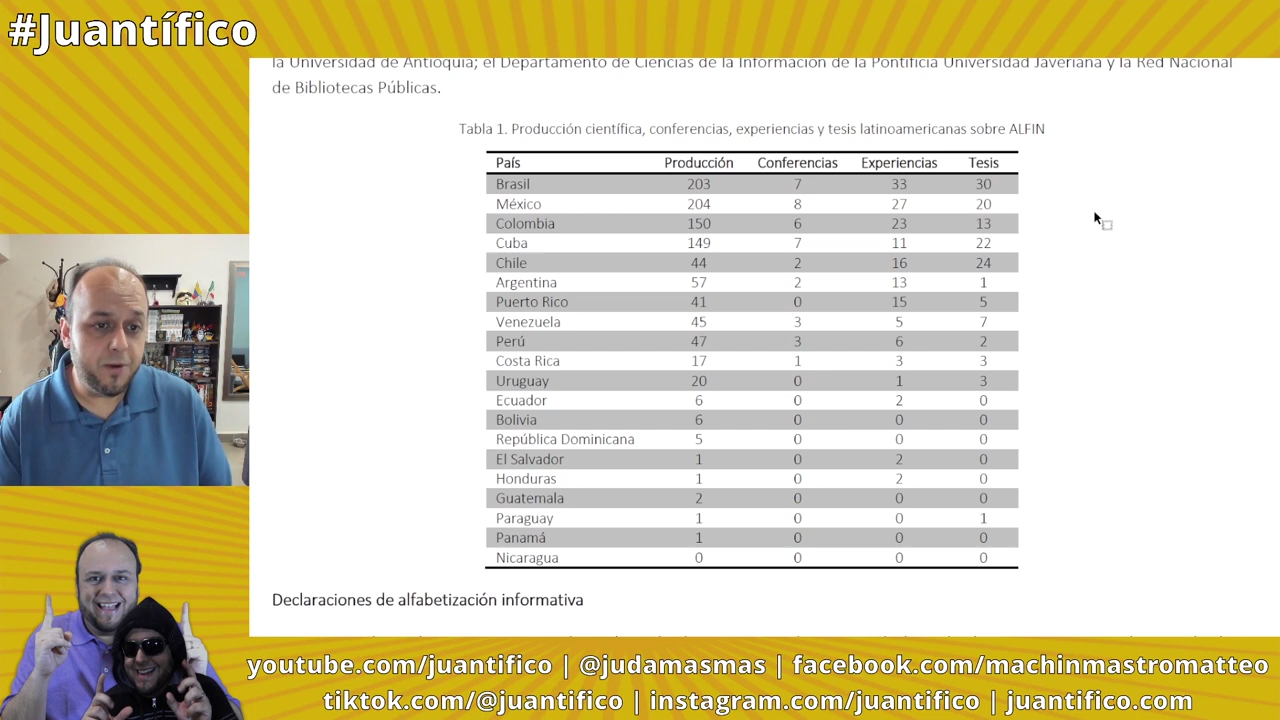 #Juantífico
la Universidad de Antioquia; el Departamento de Ciencias de la Información de la Pontificia Universidad Javeriana y la Red Nacional
de Bibliotecas Públicas.
Tabla 1. Producción científica, conferencias, experiencias y tesis latinoamericanas sobre ALFIN
País Producción Conferencias Experiencias Tesis
Brasil 203 7 33 30
México 204 8 27 20
Colombia 150 6 23 13
Cuba 149 7 11 22
Chile 44 2 16 24
Argentina 57 2 13 1
Puerto Rico 41 0 15 5
Venezuela 45 3 5 7
Perú 47 3 6 2
Costa Rica 17 1 3 3
Uruguay 20 0 1 3
Ecuador 6 0 2 0
Bolivia 6 0 0 0
República Dominicana 5 0 0 0
El Salvador 1 0 2 0
Honduras 1 0 2 0
Guatemala 2 0 0 0
Paraguay 1 0 0 1
Panamá 1 0 0 0
Nicaragua 0 0 0 0
Declaraciones de alfabetización informativa
youtube.com/juantifico | @judamasmas | facebook.com/machinmastromatteo
tiktok.com/@juantifico | instagram.com/juantifico | juantifico.com